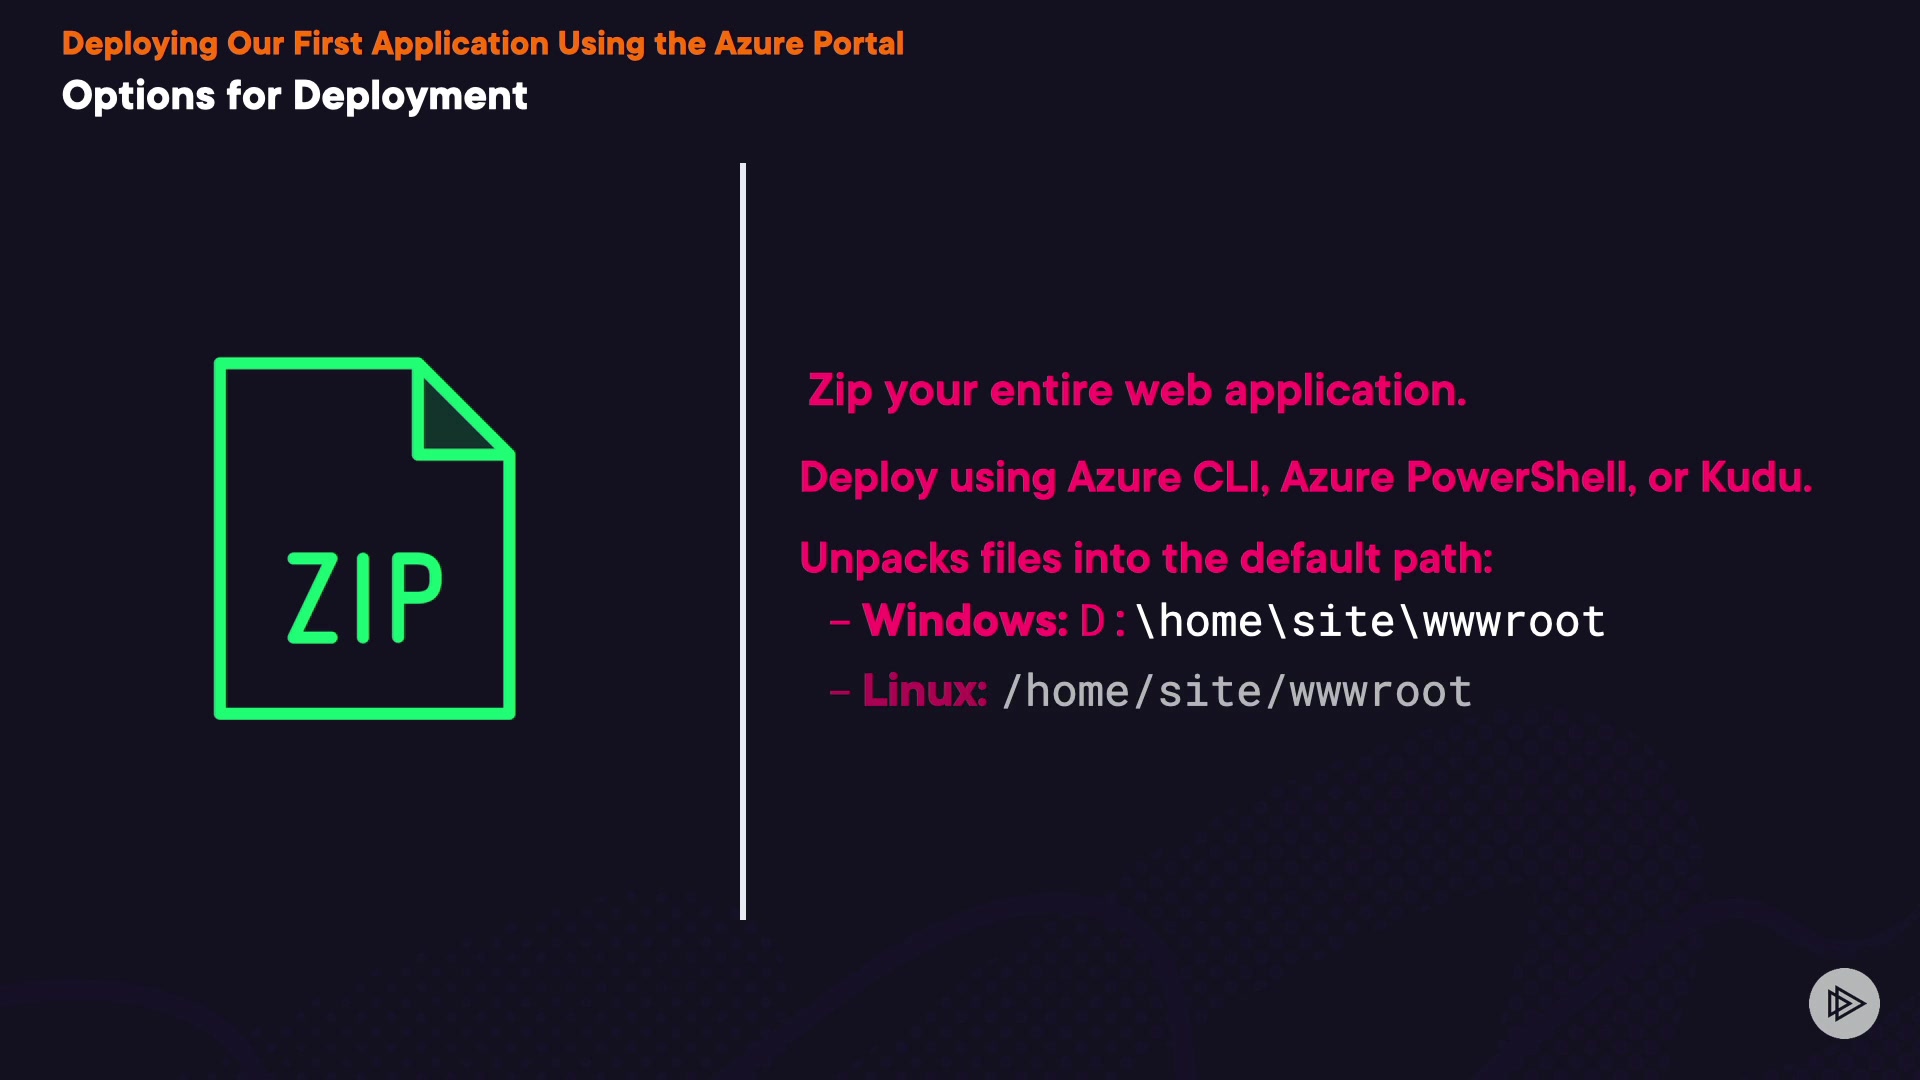 Deploying Our First Application Using the Azure Portal
Options for Deployment
ZIP
Zip your entire web application.
Deploy using Azure CLI, Azure PowerShell, or Kudu.
Unpacks files into the default path:
– Windows: D:\home\site\wwwroot
– Linux: /home/site/wwwroot